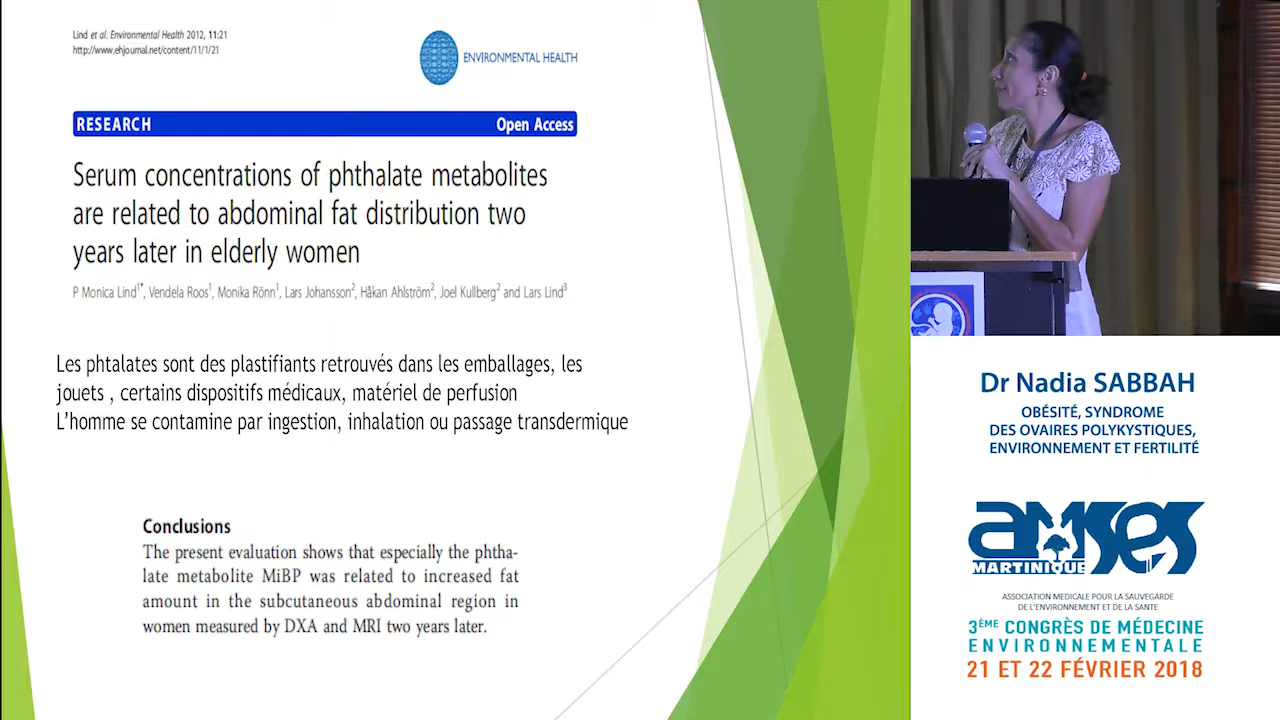 Lind et al. Environmental Health 2012, 11:21
http://www.ehjournal.net/content/11/1/21
ENVIRONMENTAL HEALTH
RESEARCH Open Access
Serum concentrations of phthalate metabolites
are related to abdominal fat distribution two
years later in elderly women
P Monica Lind1*, Vendela Roos1, Monika Rönn1, Lars Johansson2, Håkan Ahlström2, Joel Kullberg2 and Lars Lind3
Les phtalates sont des plastifiants retrouvés dans les emballages, les
jouets , certains dispositifs médicaux, matériel de perfusion
L'homme se contamine par ingestion, inhalation ou passage transdermique
Conclusions
The present evaluation shows that especially the phtha-
late metabolite MiBP was related to increased fat
amount in the subcutaneous abdominal region in
women measured by DXA and MRI two years later.
Dr Nadia SABBAH
OBÉSITÉ, SYNDROME
DES OVAIRES POLYKYSTIQUES,
ENVIRONNEMENT ET FERTILITÉ
amses
MARTINIQUE
ASSOCIATION MEDICALE POUR LA SAUVEGARDE
DE L'ENVIRONNEMENT ET DE LA SANTE
3ÈME CONGRÈS DE MÉDECINE
ENVIRONNEMENTALE
21 ET 22 FÉVRIER 2018